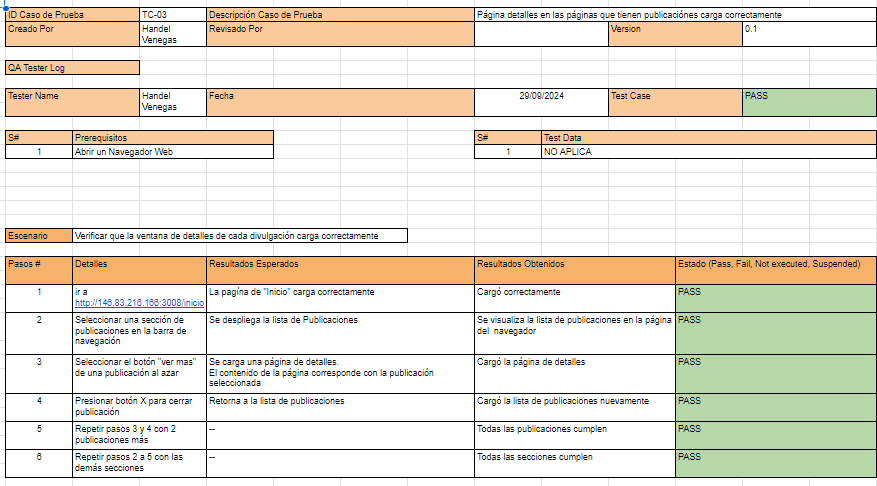 ID Caso de Prueba TC-03 Descripción Caso de Prueba Página detalles en las páginas que tienen publicaciónes carga correctamente
Creado Por Handel Venegas Revisado Por Version 0.1
QA Tester Log
Tester Name Handel Venegas Fecha 29/09/2024 Test Case PASS
S# Prerequisitos S# Test Data
1 Abrir un Navegador Web 1 NO APLICA
Escenario Verificar que la ventana de detalles de cada divulgación carga correctamente
Pasos # Detalles Resultados Esperados Resultados Obtenidos Estado (Pass, Fail, Not executed, Suspended)
1 ir a http://146.83.216.166:3008/inicio La pagína de "Inicio" carga correctamente Cargó correctamente PASS
2 Seleccionar una sección de publicaciones en la barra de navegación Se despliega la lista de Publicaciones Se visualiza la lista de publicaciones en la página del navegador PASS
3 Seleccionar el botón "ver mas" de una publicación al azar Se carga una página de detalles. El contenido de la página corresponde con la publicación seleccionada Cargó la página de detalles PASS
4 Presionar botón X para cerrar publicación Retorna a la lista de publicaciones Cargó la lista de publicaciones nuevamente PASS
5 Repetir pasos 3 y 4 con 2 publicaciones más -- Todas las publicaciones cumplen PASS
6 Repetir pasos 2 a 5 con las demás secciones -- Todas las secciones cumplen PASS